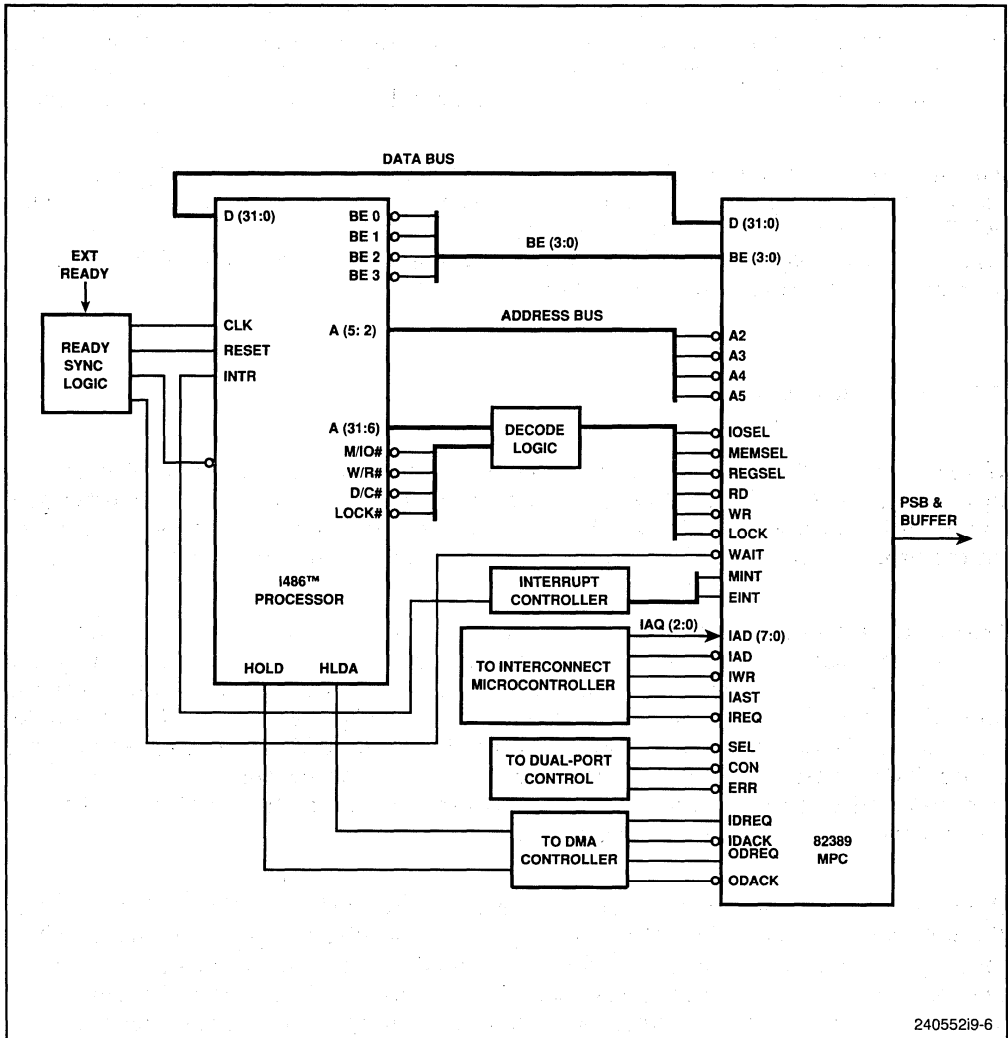 DATA BUS
D (31:0)
BE 0
BE 1
BE 2
BE 3
BE (3:0)
D (31:0)
BE (3:0)
EXT
READY
READY
SYNC
LOGIC
CLK
RESET
INTR
A (5: 2)
ADDRESS BUS
A2
A3
A4
A5
A (31:6)
M/IO#
W/R#
D/C#
LOCK#
DECODE
LOGIC
IOSEL
MEMSEL
REGSEL
RD
WR
LOCK
WAIT
MINT
EINT
PSB &
BUFFER
I486™
PROCESSOR
INTERRUPT
CONTROLLER
HOLD
HLDA
IAQ (2:0)
TO INTERCONNECT
MICROCONTROLLER
IAD (7:0)
IAD
IWR
IAST
IREQ
TO DUAL-PORT
CONTROL
SEL
CON
ERR
TO DMA
CONTROLLER
IDREQ
IDACK
ODREQ
ODACK
82389
MPC
240552i9-6